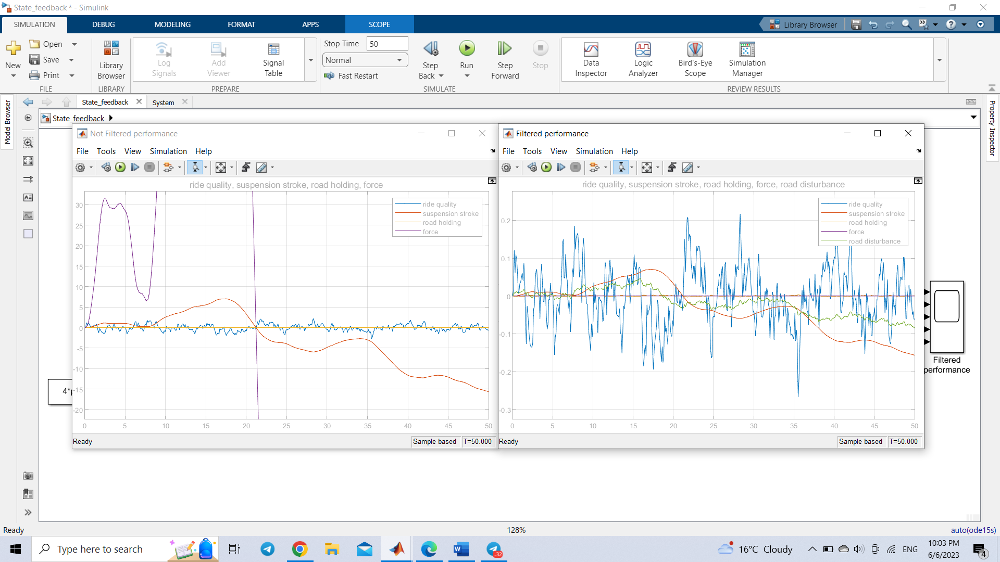 State_feedback * - Simulink
SIMULATION DEBUG MODELING FORMAT APPS SCOPE
Library Browser
New
Open
Save
Print
FILE
Library
Browser
LIBRARY
Log
Signals
Add
Viewer
Signal
Table
PREPARE
Stop Time 50
Normal
Fast Restart
Step
Back
Run
Step
Forward
Stop
SIMULATE
Data
Inspector
Logic
Analyzer
Bird's-Eye
Scope
Simulation
Manager
REVIEW RESULTS
Model Browser
Property Inspector
State_feedback System
State_feedback
Not Filtered performance
File Tools View Simulation Help
ride quality, suspension stroke, road holding, force
ride quality
suspension stroke
road holding
force
30
25
20
15
10
5
0
-5
-10
-15
-20
0 5 10 15 20 25 30 35 40 45 50
Ready Sample based T=50.000
Filtered performance
File Tools View Simulation Help
ride quality, suspension stroke, road holding, force, road disturbance
ride quality
suspension stroke
road holding
force
road disturbance
0.2
0.1
0
-0.1
-0.2
-0.3
0 5 10 15 20 25 30 35 40 45 50
Ready Sample based T=50.000
Filtered
performance
Ready 128% auto(ode15s)
Type here to search
..32
16°C Cloudy
ENG
10:03 PM
6/6/2023
4